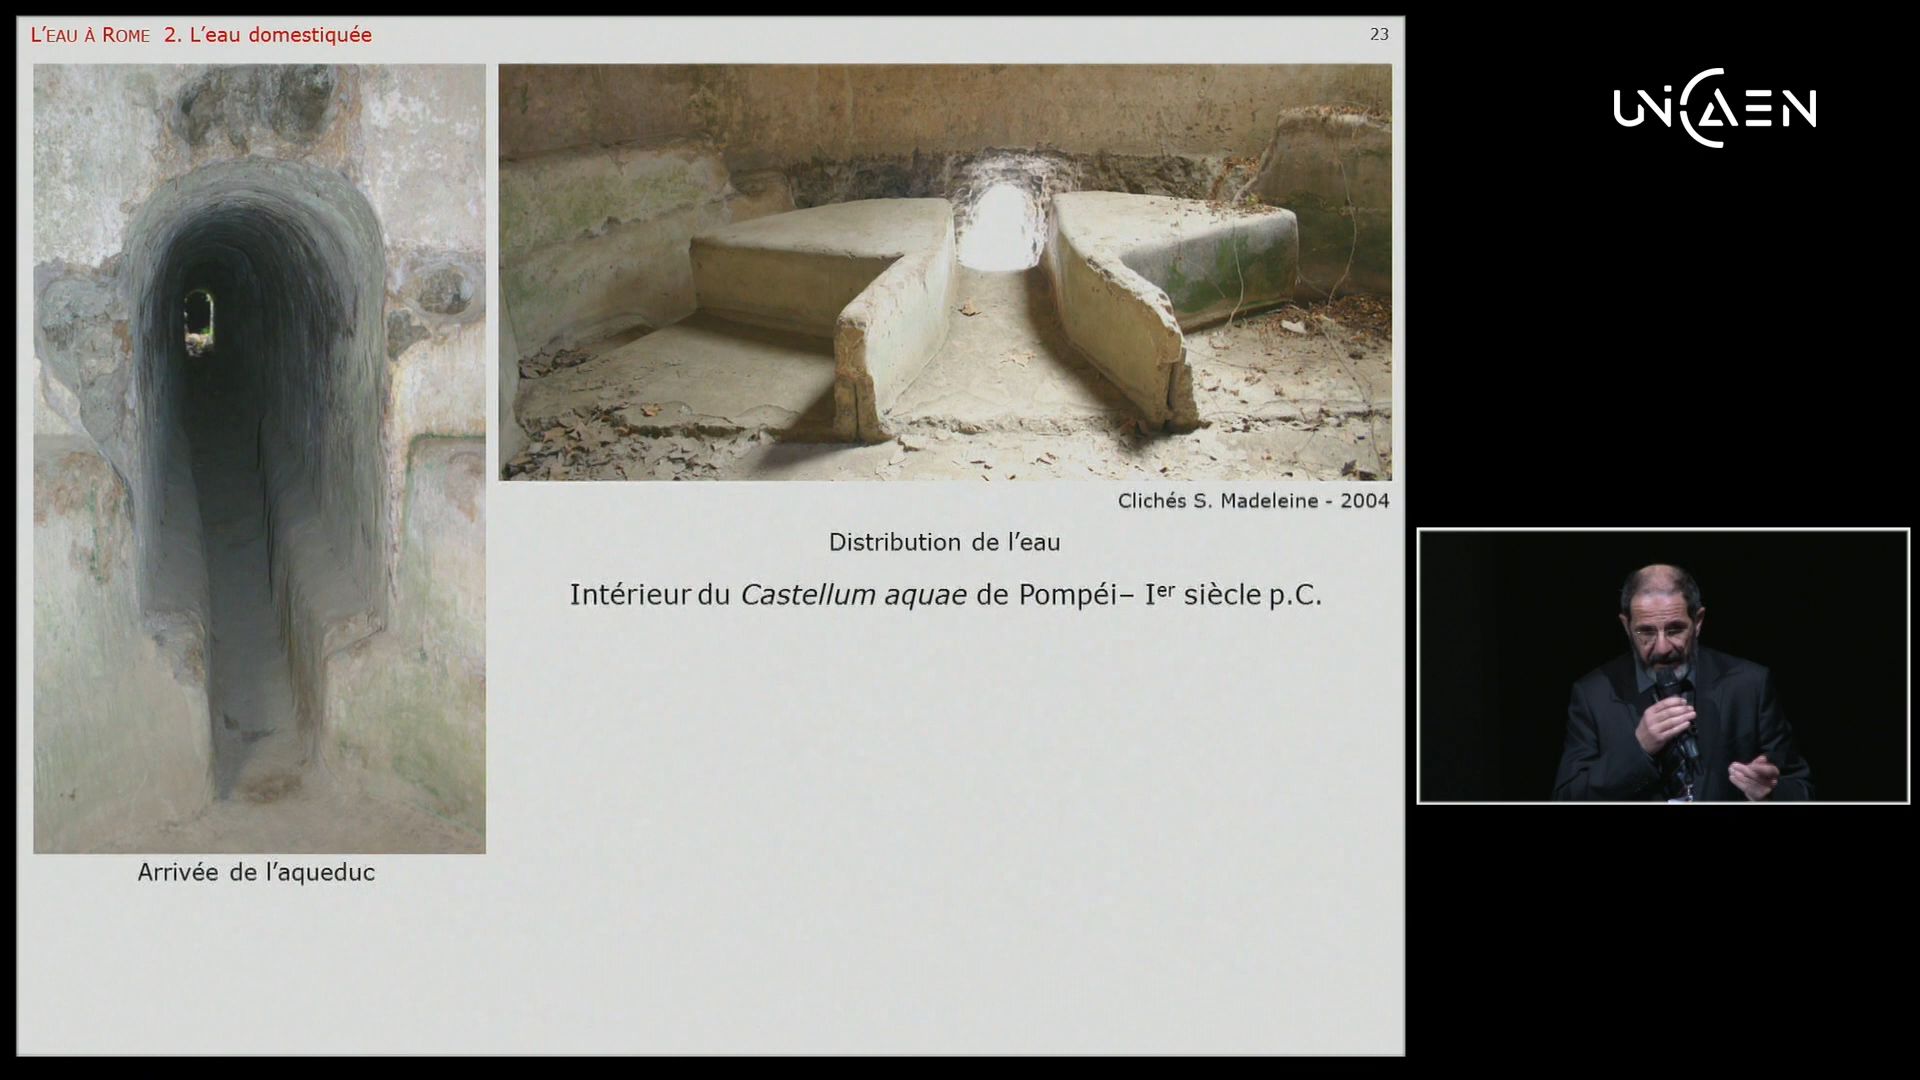 L'EAU À ROME 2. L'eau domestiquée
23
UNICAEN
Clichés S. Madeleine - 2004
Distribution de l'eau
Intérieur du Castellum aquae de Pompéi– Ier siècle p.C.
Arrivée de l'aqueduc